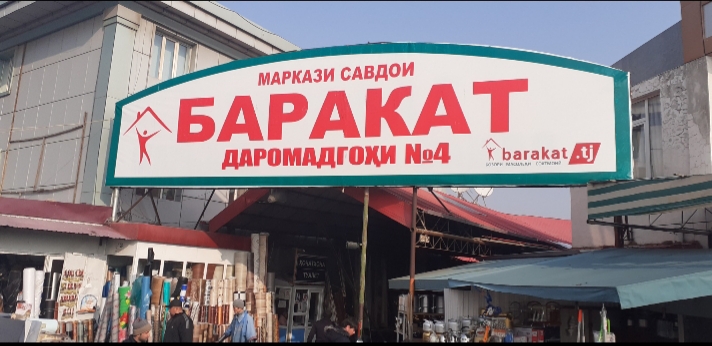 МАРКАЗИ САВДОИ
БАРАКАТ
ДАРОМАДГОҲИ №4
barakat.tj